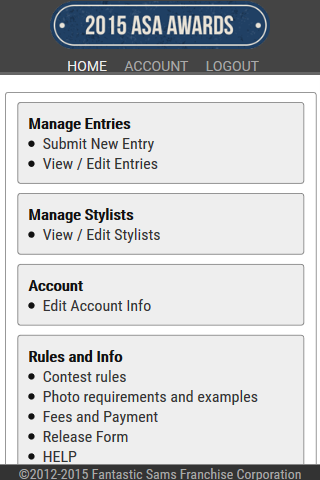 2015 ASA AWARDS
HOME ACCOUNT LOGOUT
Manage Entries
Submit New Entry
View / Edit Entries
Manage Stylists
View / Edit Stylists
Account
Edit Account Info
Rules and Info
Contest rules
Photo requirements and examples
Fees and Payment
Release Form
HELP
©2012-2015 Fantastic Sams Franchise Corporation